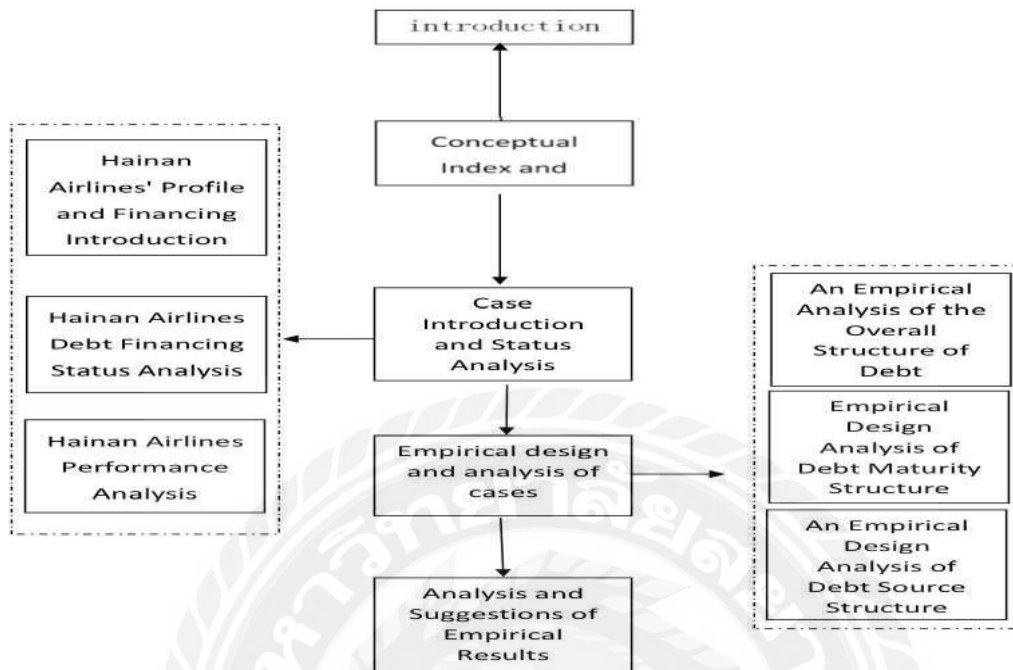 introduction
Conceptual
Index and
Hainan
Airlines' Profile
and Financing
Introduction
Hainan Airlines
Debt Financing
Status Analysis
Hainan Airlines
Performance
Analysis
Case
Introduction
and Status
Analysis
Empirical design
and analysis of
cases
Analysis and
Suggestions of
Empirical
Results
An Empirical
Analysis of the
Overall
Structure of
Debt
Empirical
Design
Analysis of
Debt Maturity
Structure
An Empirical
Design
Analysis of
Debt Source
Structure